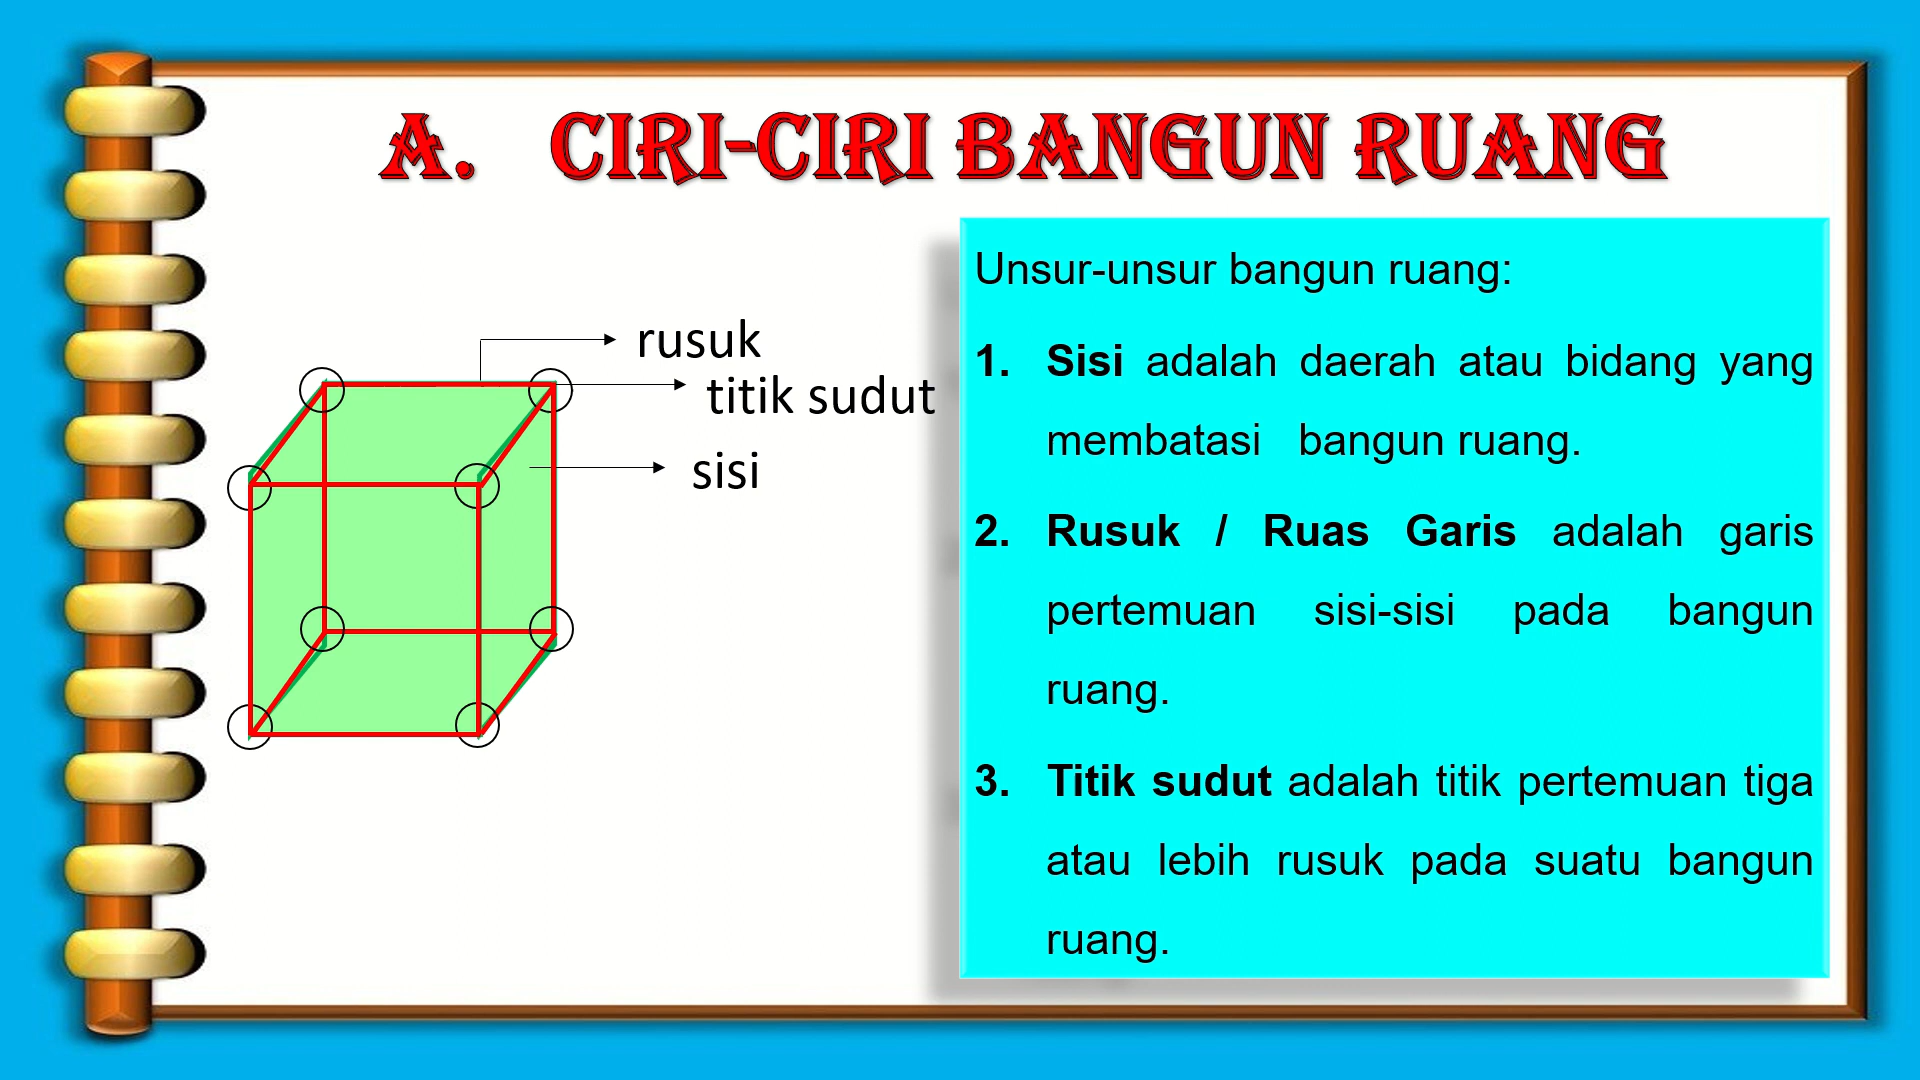 A. CIRI-CIRI BANGUN RUANG
rusuk
titik sudut
sisi
Unsur-unsur bangun ruang:
1. Sisi adalah daerah atau bidang yang
membatasi bangun ruang.
2. Rusuk / Ruas Garis adalah garis
pertemuan sisi-sisi pada bangun
ruang.
3. Titik sudut adalah titik pertemuan tiga
atau lebih rusuk pada suatu bangun
ruang.